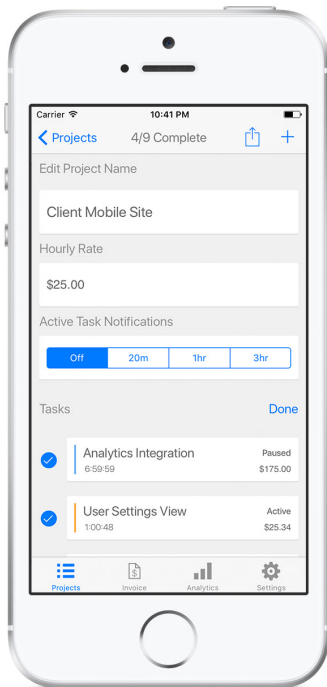 Carrier 10:41 PM
Projects 4/9 Complete
Edit Project Name
Client Mobile Site
Hourly Rate
$25.00
Active Task Notifications
Off 20m 1hr 3hr
Tasks Done
Analytics Integration Paused
6:59:59 $175.00
User Settings View Active
1:00:48 $25.34
Projects Invoice Analytics Settings